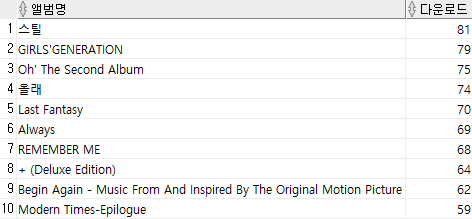 앨범명 다운로드
1 스틸 81
2 GIRLS'GENERATION 79
3 Oh' The Second Album 75
4 올래 74
5 Last Fantasy 70
6 Always 69
7 REMEMBER ME 68
8 + (Deluxe Edition) 64
9 Begin Again - Music From And Inspired By The Original Motion Picture 62
10 Modern Times-Epilogue 59